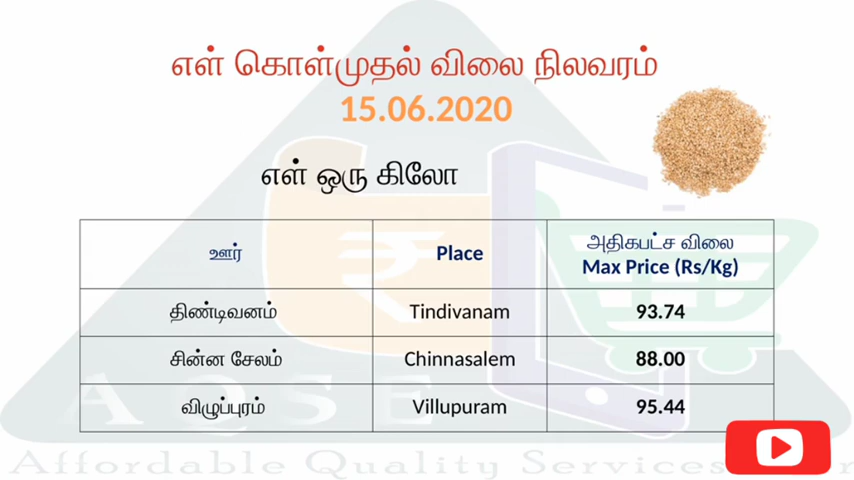 எள் கொள்முதல் விலை நிலவரம்
15.06.2020
எள் ஒரு கிலோ
ஊர் Place அதிகபட்ச விலை
Max Price (Rs/Kg)
திண்டிவனம் Tindivanam 93.74
சின்ன சேலம் Chinnasalem 88.00
விழுப்புரம் Villupuram 95.44
A Q S E
Affordable Quality Services